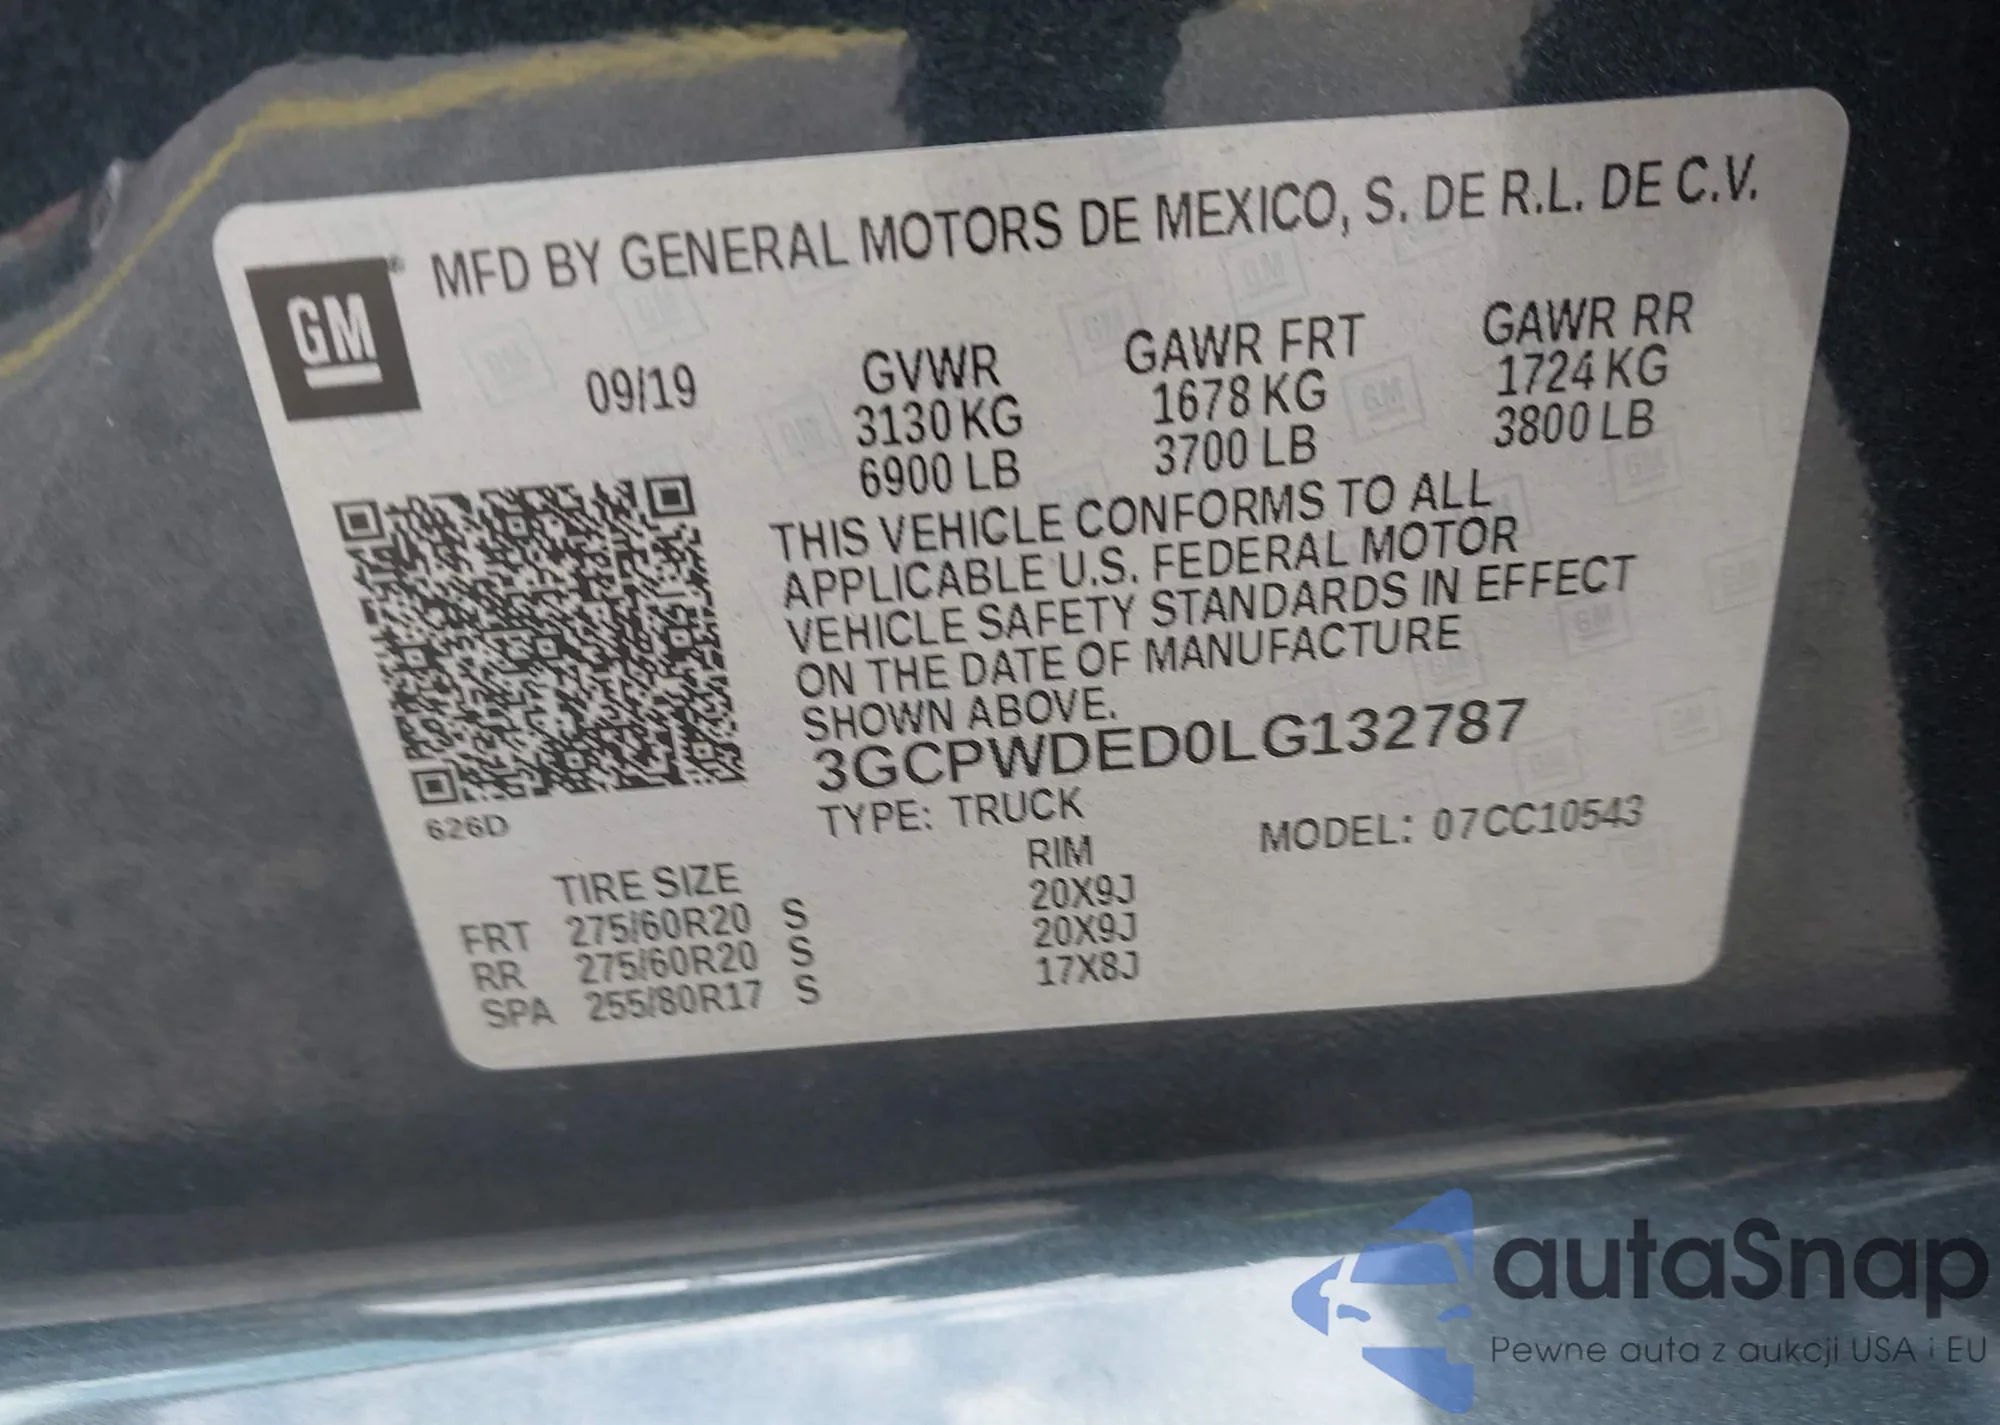 GM
MFD BY GENERAL MOTORS DE MEXICO, S. DE R.L. DE C.V.
09/19
GVWR
3130 KG
6900 LB
GAWR FRT
1678 KG
3700 LB
GAWR RR
1724 KG
3800 LB
THIS VEHICLE CONFORMS TO ALL
APPLICABLE U.S. FEDERAL MOTOR
VEHICLE SAFETY STANDARDS IN EFFECT
ON THE DATE OF MANUFACTURE
SHOWN ABOVE.
3GCPWDED0LG132787
TYPE: TRUCK MODEL: 07CC10543
626D
TIRE SIZE RIM
FRT 275/60R20 S 20X9J
RR 275/60R20 S 20X9J
SPA 255/80R17 S 17X8J
autaSnap
Pewne auta z aukcji USA i EU